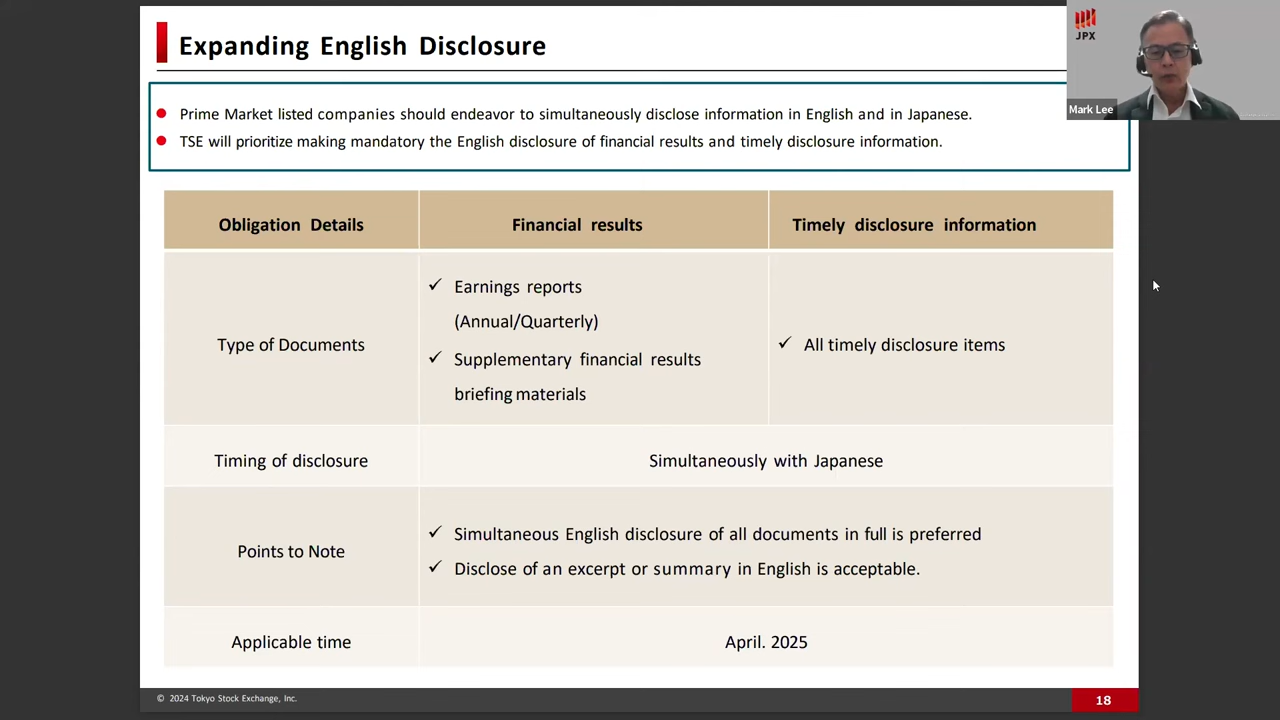 Expanding English Disclosure
JPX
Mark Lee
Prime Market listed companies should endeavor to simultaneously disclose information in English and in Japanese.
TSE will prioritize making mandatory the English disclosure of financial results and timely disclosure information.
Obligation Details
Financial results
Timely disclosure information
Type of Documents
✓ Earnings reports
(Annual/Quarterly)
✓ Supplementary financial results
briefing materials
✓ All timely disclosure items
Timing of disclosure
Simultaneously with Japanese
Points to Note
✓ Simultaneous English disclosure of all documents in full is preferred
✓ Disclose of an excerpt or summary in English is acceptable.
Applicable time
April. 2025
© 2024 Tokyo Stock Exchange, Inc.
18